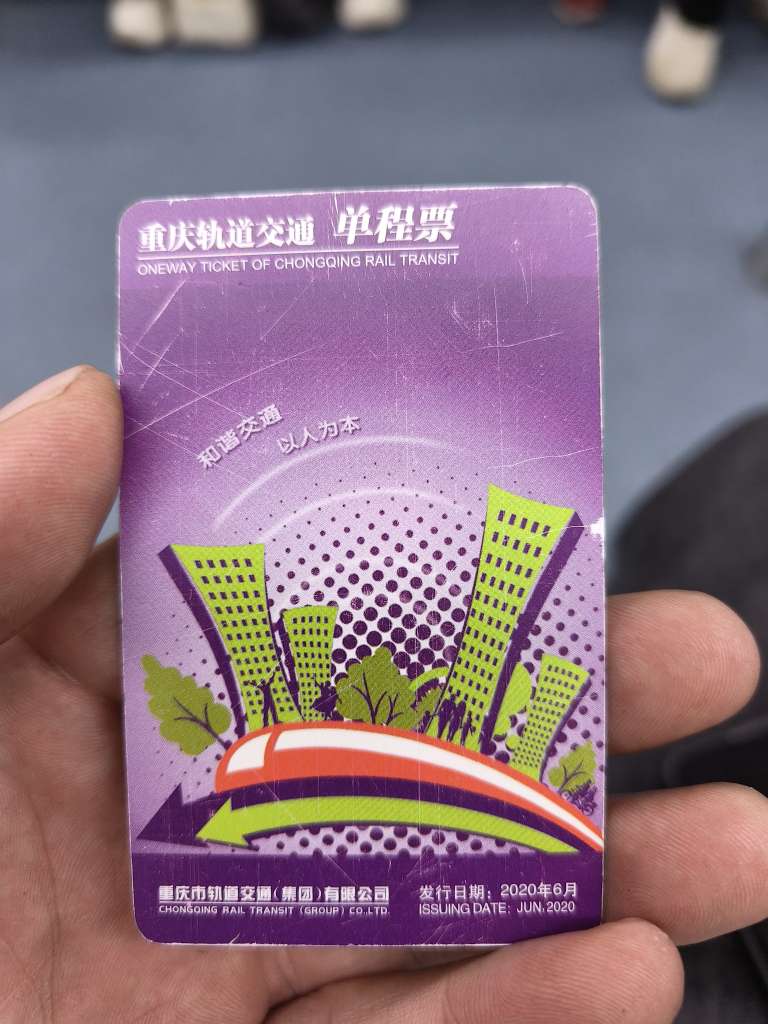 重庆轨道交通 单程票
ONEWAY TICKET OF CHONGQING RAIL TRANSIT
和谐交通 以人为本
重庆市轨道交通(集团)有限公司
CHONGQING RAIL TRANSIT (GROUP) CO.,LTD.
发行日期：2020年6月
ISSUING DATE: JUN, 2020